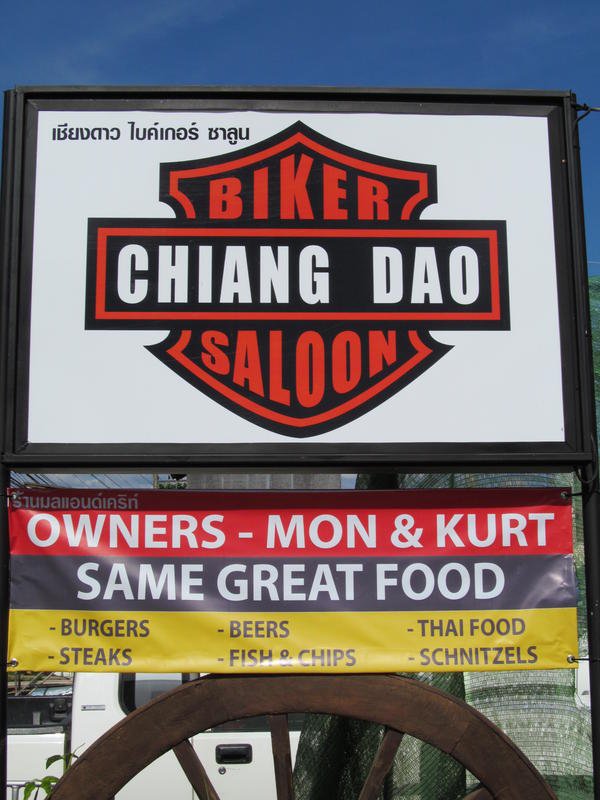 เชียงดาว ไบค์เกอร์ ซาลูน
BIKER
CHIANG DAO
SALOON
ร้านมลแอนด์เคริท์
OWNERS - MON & KURT
SAME GREAT FOOD
- BURGERS - BEERS - THAI FOOD
- STEAKS - FISH & CHIPS - SCHNITZELS